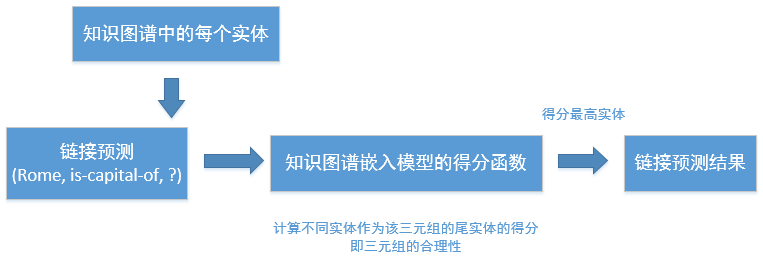 知识图谱中的每个实体
链接预测
(Rome, is-capital-of, ?)
知识图谱嵌入模型的得分函数
得分最高实体
链接预测结果
计算不同实体作为该三元组的尾实体的得分
即三元组的合理性